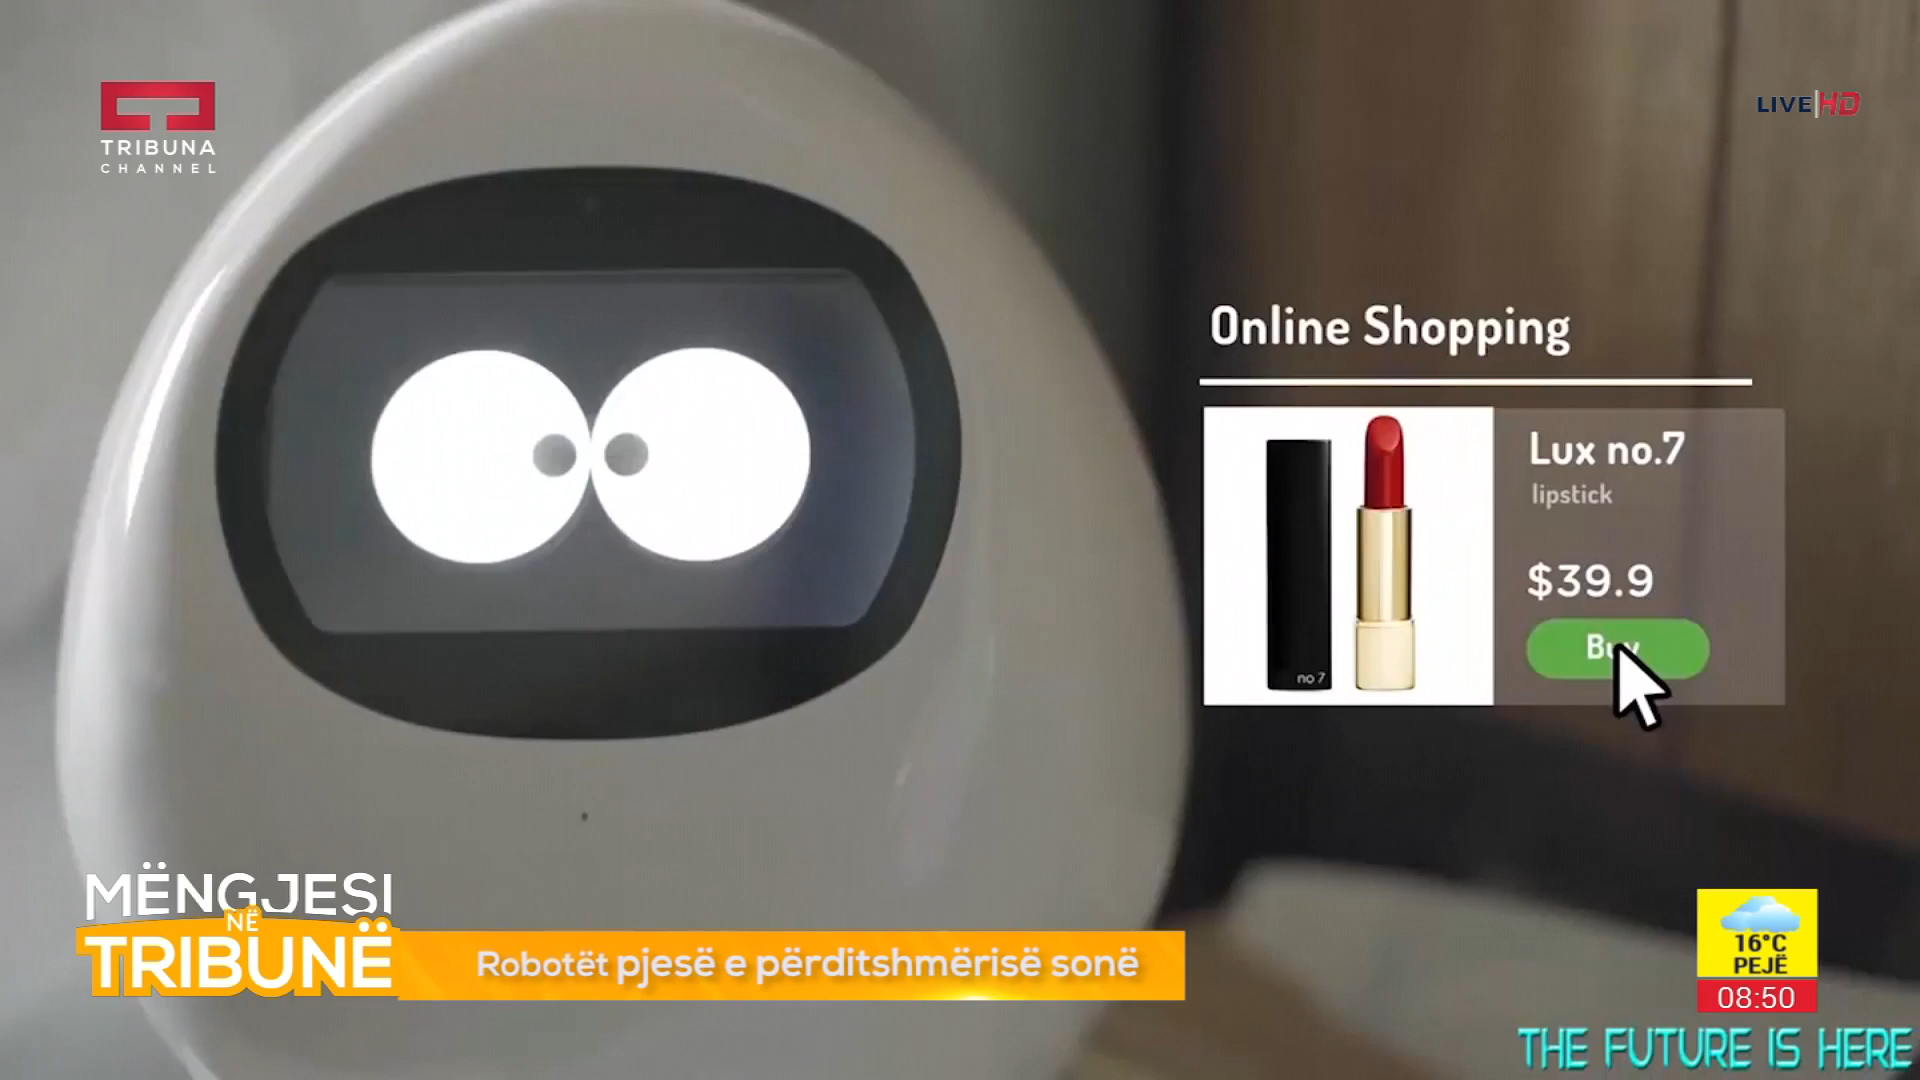 TRIBUNA
CHANNEL
LIVE|HD
Online Shopping
Lux no.7
lipstick
$39.9
Buy
no 7
MËNGJESI
NË
TRIBUNË
Robotët pjesë e përditshmërisë sonë
16°C
PEJË
08:50
THE FUTURE IS HERE